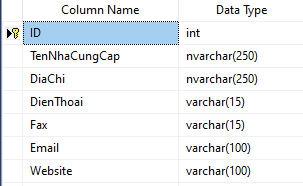 Column Name Data Type
ID int
TenNhaCungCap nvarchar(250)
DiaChi nvarchar(250)
DienThoai varchar(15)
Fax varchar(15)
Email varchar(100)
Website varchar(100)